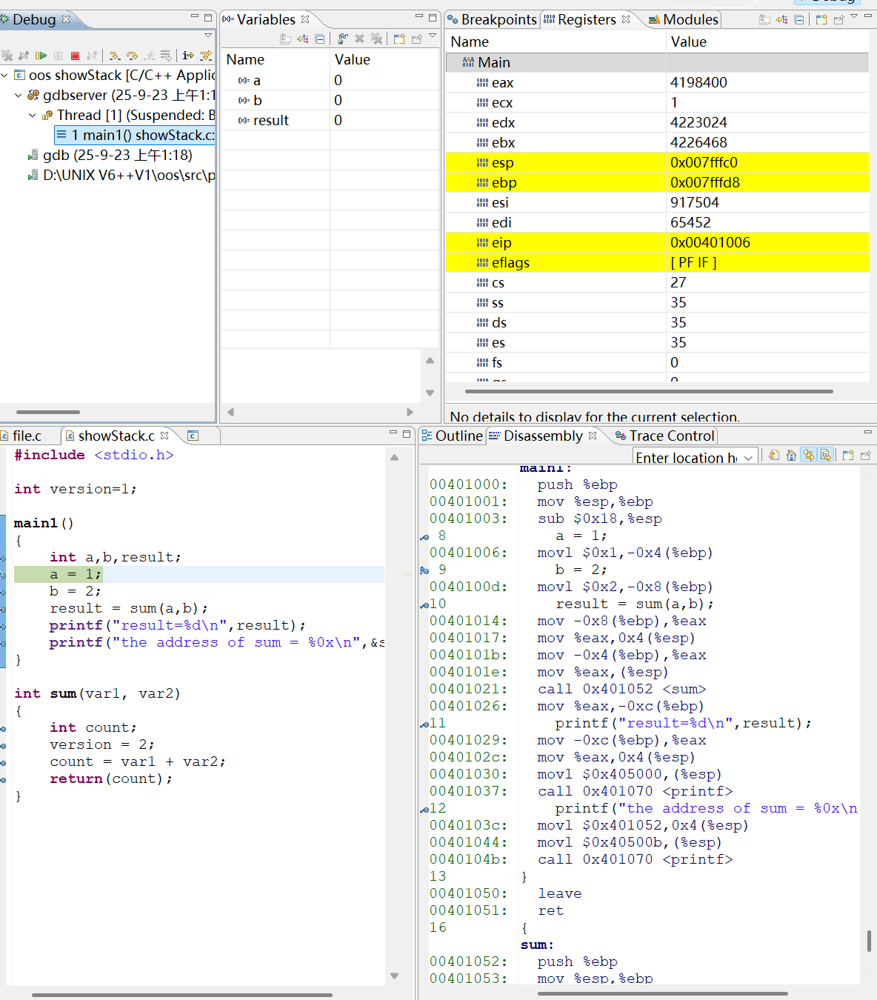 Debug
Debug
oos showStack [C/C++ Applic
gdbserver (25-9-23 上午1:1
Thread [1] (Suspended: B
1 main1() showStack.c:
gdb (25-9-23 上午1:18)
D:\UNIX V6++V1\oos\src\p
(x)= Variables
Name Value
(x)= a 0
(x)= b 0
(x)= result 0
Breakpoints Registers Modules
Name Value
Main
eax 4198400
ecx 1
edx 4223024
ebx 4226468
esp 0x007fffc0
ebp 0x007fffd8
esi 917504
edi 65452
eip 0x00401006
eflags [ PF IF ]
cs 27
ss 35
ds 35
es 35
fs 0
gs 0
No details to display for the current selection.
file.c showStack.c
#include <stdio.h>
int version=1;
main1()
{
int a,b,result;
a = 1;
b = 2;
result = sum(a,b);
printf("result=%d\n",result);
printf("the address of sum = %0x\n",&s
}
int sum(var1, var2)
{
int count;
version = 2;
count = var1 + var2;
return(count);
}
Outline Disassembly Trace Control
Enter location he
main1:
00401000: push %ebp
00401001: mov %esp,%ebp
00401003: sub $0x18,%esp
8 a = 1;
00401006: movl $0x1,-0x4(%ebp)
9 b = 2;
0040100d: movl $0x2,-0x8(%ebp)
10 result = sum(a,b);
00401014: mov -0x8(%ebp),%eax
00401017: mov %eax,0x4(%esp)
0040101b: mov -0x4(%ebp),%eax
0040101e: mov %eax,(%esp)
00401021: call 0x401052 <sum>
00401026: mov %eax,-0xc(%ebp)
11 printf("result=%d\n",result);
00401029: mov -0xc(%ebp),%eax
0040102c: mov %eax,0x4(%esp)
00401030: movl $0x405000,(%esp)
00401037: call 0x401070 <printf>
12 printf("the address of sum = %0x\n
0040103c: movl $0x401052,0x4(%esp)
00401044: movl $0x40500b,(%esp)
0040104b: call 0x401070 <printf>
13 }
00401050: leave
00401051: ret
16 {
sum:
00401052: push %ebp
00401053: mov %esp,%ebp